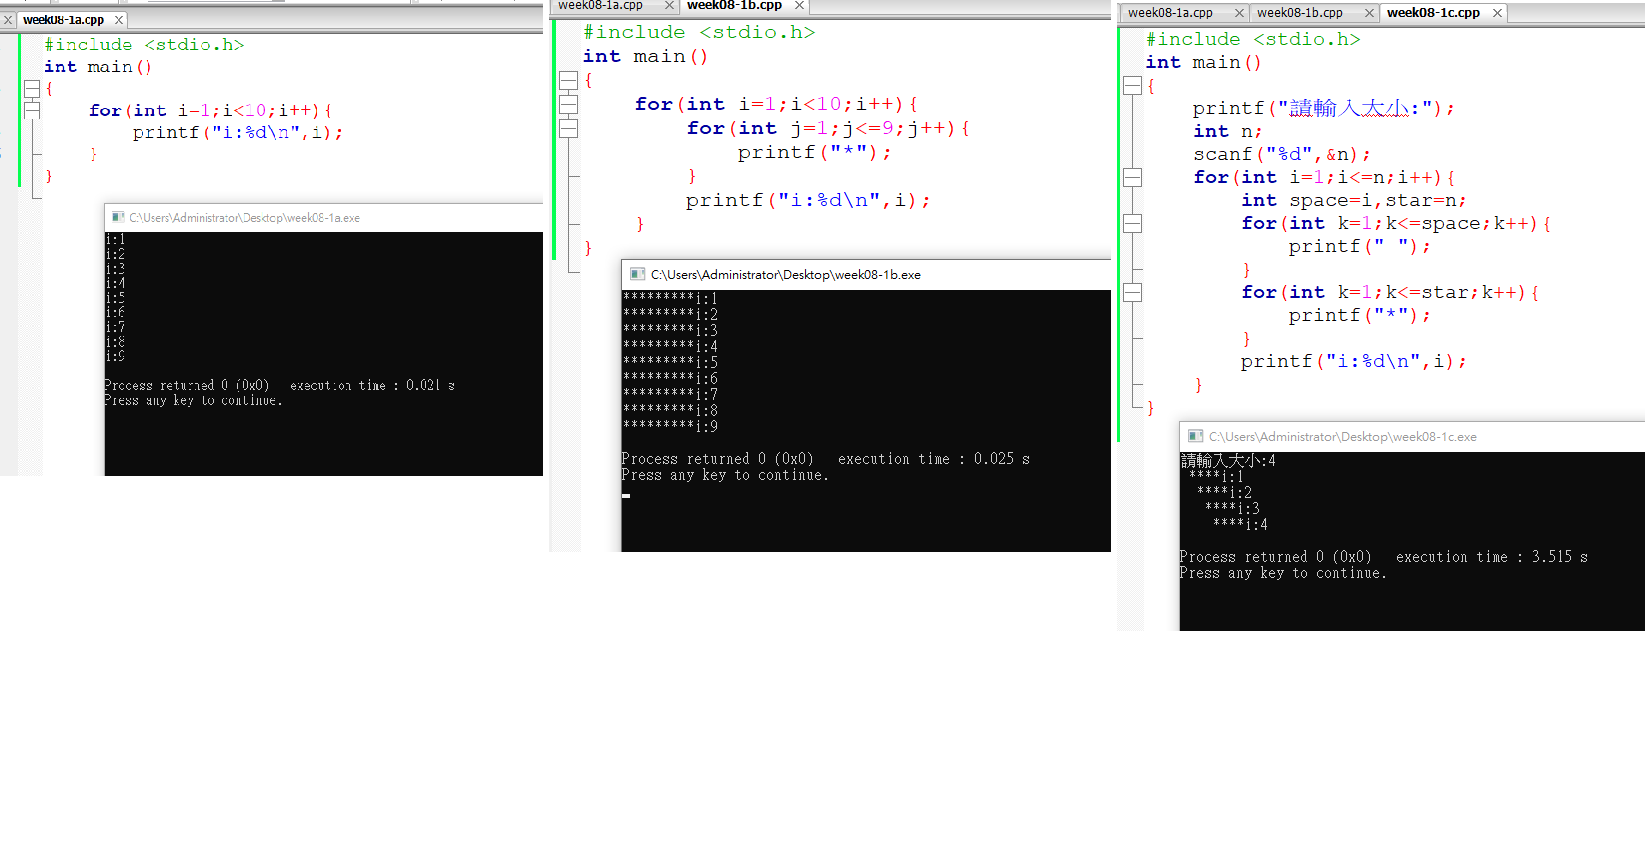 week08-1a.cpp
#include <stdio.h>
int main()
{
for(int i=1;i<10;i++){
printf("i:%d\n",i);
}
}
C:\Users\Administrator\Desktop\week08-1a.exe
i:1
i:2
i:3
i:4
i:5
i:6
i:7
i:8
i:9
Process returned 0 (0x0)   execution time : 0.021 s
Press any key to continue.
week08-1a.cpp week08-1b.cpp
#include <stdio.h>
int main()
{
for(int i=1;i<10;i++){
for(int j=1;j<=9;j++){
printf("*");
}
printf("i:%d\n",i);
}
}
C:\Users\Administrator\Desktop\week08-1b.exe
*********i:1
*********i:2
*********i:3
*********i:4
*********i:5
*********i:6
*********i:7
*********i:8
*********i:9
Process returned 0 (0x0)   execution time : 0.025 s
Press any key to continue.
week08-1a.cpp week08-1b.cpp week08-1c.cpp
#include <stdio.h>
int main()
{
printf("請輸入大小:");
int n;
scanf("%d",&n);
for(int i=1;i<=n;i++){
int space=i,star=n;
for(int k=1;k<=space;k++){
printf(" ");
}
for(int k=1;k<=star;k++){
printf("*");
}
printf("i:%d\n",i);
}
}
C:\Users\Administrator\Desktop\week08-1c.exe
請輸入大小:4
 ****i:1
  ****i:2
   ****i:3
    ****i:4
Process returned 0 (0x0)   execution time : 3.515 s
Press any key to continue.